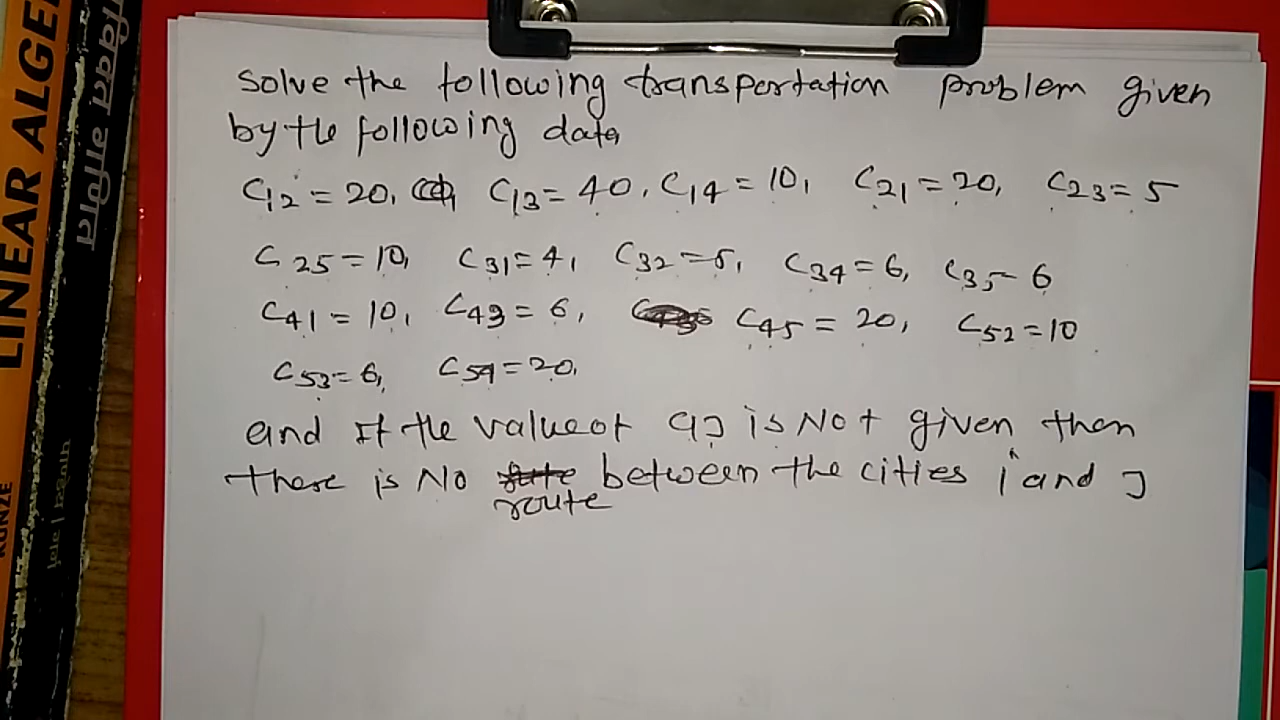 LINEAR ALGE
KUNZE
solve the following transportation problem given
by the following data
C12 = 20, C13 = 40, C14 = 10, C21 = 20, C23 = 5
C25 = 10, C31 = 4, C32 = 5, C34 = 6, C35 = 6
C41 = 10, C43 = 6, C45 = 20, C52 = 10
C53 = 6, C54 = 20,
and If the value of Cij is Not given then
there is No route between the cities i and j